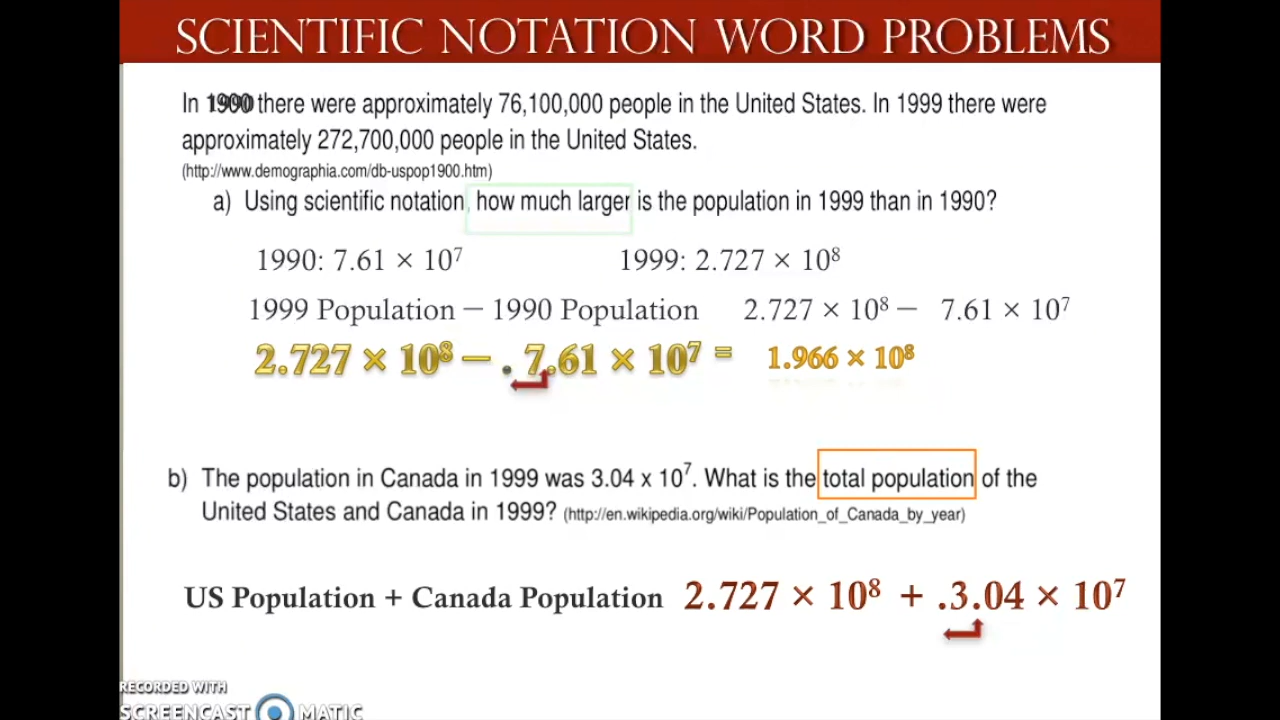 SCIENTIFIC NOTATION WORD PROBLEMS
In 1990 there were approximately 76,100,000 people in the United States. In 1999 there were
approximately 272,700,000 people in the United States.
(http://www.demographia.com/db-uspop1900.htm)
a) Using scientific notation, how much larger is the population in 1999 than in 1990?
1990: 7.61 × 10⁷ 1999: 2.727 × 10⁸
1999 Population − 1990 Population 2.727 × 10⁸ − 7.61 × 10⁷
2.727 × 10⁸ − . 7.61 × 10⁷ = 1.966 × 10⁸
b) The population in Canada in 1999 was 3.04 x 10⁷. What is the total population of the
United States and Canada in 1999? (http://en.wikipedia.org/wiki/Population_of_Canada_by_year)
US Population + Canada Population 2.727 × 10⁸ + .3.04 × 10⁷
RECORDED WITH
SCREENCAST MATIC